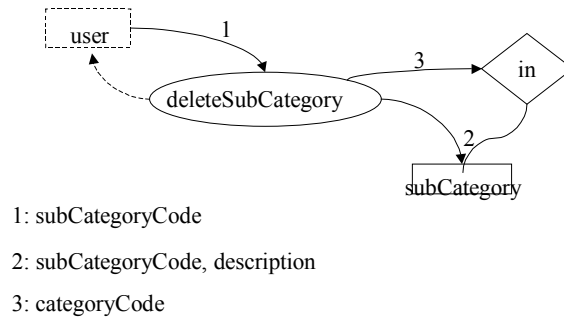 user
1
3
in
deleteSubCategory
2
subCategory
1: subCategoryCode
2: subCategoryCode, description
3: categoryCode